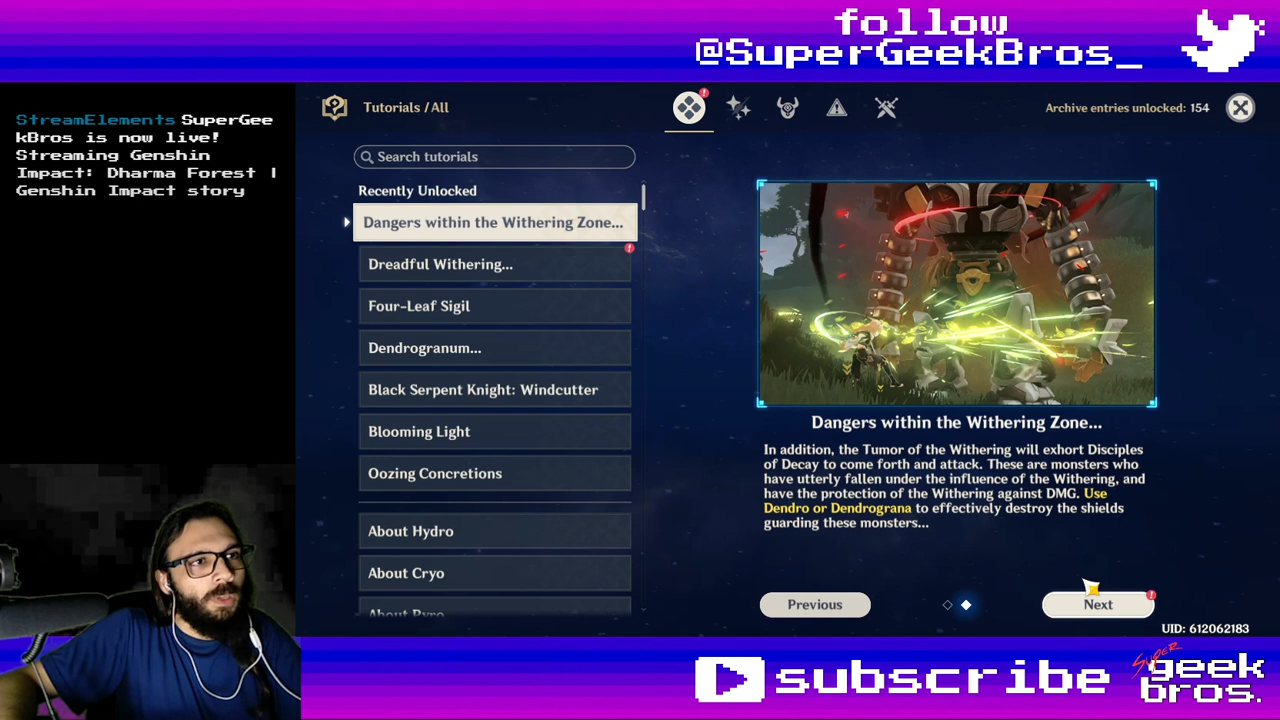 follow
@SuperGeekBros_
StreamElements SuperGee
kBros is now live!
Streaming Genshin
Impact: Dharma Forest |
Genshin Impact story
Tutorials / All
Archive entries unlocked: 154
Search tutorials
Recently Unlocked
Dangers within the Withering Zone...
Dreadful Withering...
Four-Leaf Sigil
Dendrogranum...
Black Serpent Knight: Windcutter
Blooming Light
Oozing Concretions
About Hydro
About Cryo
About Pyro
Dangers within the Withering Zone...
In addition, the Tumor of the Withering will exhort Disciples
of Decay to come forth and attack. These are monsters who
have utterly fallen under the influence of the Withering, and
have the protection of the Withering against DMG. Use
Dendro or Dendrograna to effectively destroy the shields
guarding these monsters...
Previous
Next
UID: 612062183
subscribe
Super
geek
bros.